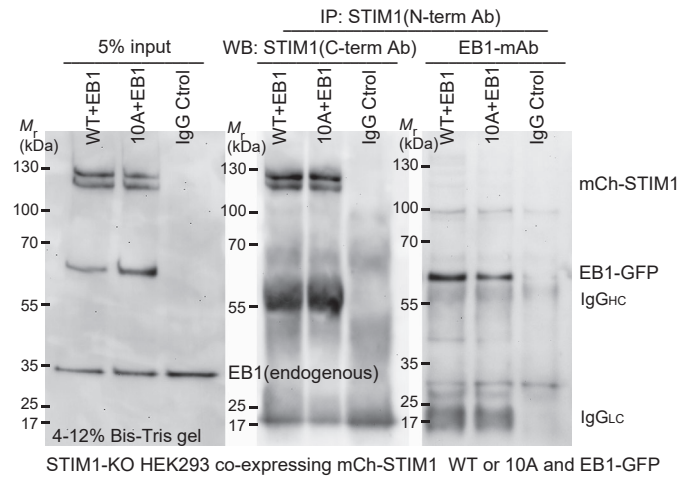 IP: STIM1(N-term Ab)
5% input
WB: STIM1(C-term Ab)
EB1-mAb
WT+EB1
10A+EB1
IgG Ctrol
WT+EB1
10A+EB1
IgG Ctrol
WT+EB1
10A+EB1
IgG Ctrol
Mr
(kDa)
130
100
70
55
35
25
17
Mr
(kDa)
130
100
70
55
35
25
17
Mr
(kDa)
130
100
70
55
35
25
17
mCh-STIM1
EB1-GFP
IgGHC
EB1(endogenous)
IgGLC
4-12% Bis-Tris gel
STIM1-KO HEK293 co-expressing mCh-STIM1 WT or 10A and EB1-GFP